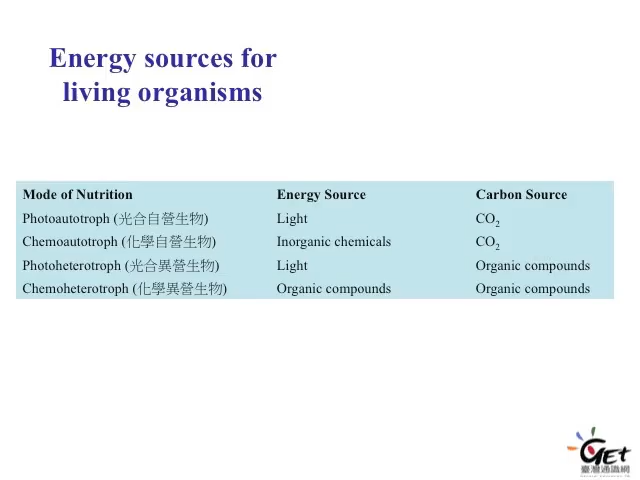 Energy sources for
living organisms
Mode of Nutrition Energy Source Carbon Source
Photoautotroph (光合自營生物) Light CO₂
Chemoautotroph (化學自營生物) Inorganic chemicals CO₂
Photoheterotroph (光合異營生物) Light Organic compounds
Chemoheterotroph (化學異營生物) Organic compounds Organic compounds
GEt
臺灣通識網